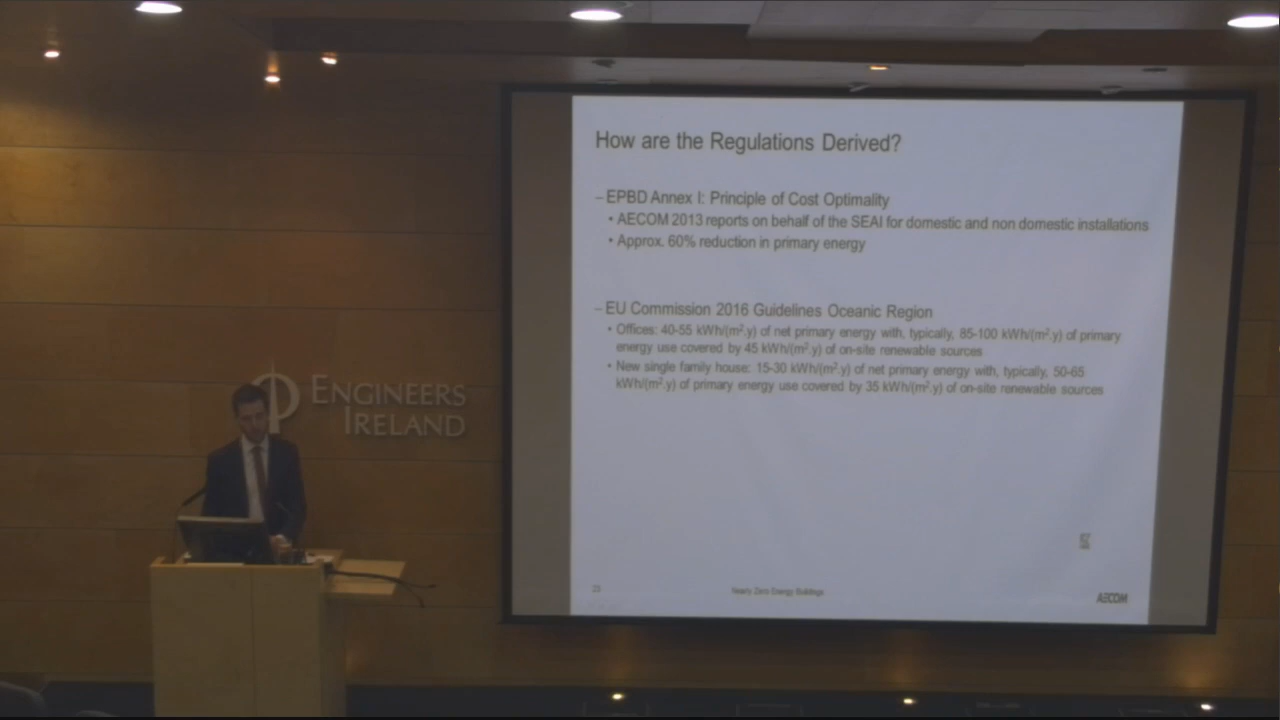 How are the Regulations Derived?
– EPBD Annex I: Principle of Cost Optimality
• AECOM 2013 reports on behalf of the SEAI for domestic and non domestic installations
• Approx. 60% reduction in primary energy
– EU Commission 2016 Guidelines Oceanic Region
• Offices: 40-55 kWh/(m².y) of net primary energy with, typically, 85-100 kWh/(m².y) of primary
energy use covered by 45 kWh/(m².y) of on-site renewable sources
• New single family house: 15-30 kWh/(m².y) of net primary energy with, typically, 50-65
kWh/(m².y) of primary energy use covered by 35 kWh/(m².y) of on-site renewable sources
ENGINEERS
IRELAND
Nearly Zero Energy Buildings
AECOM